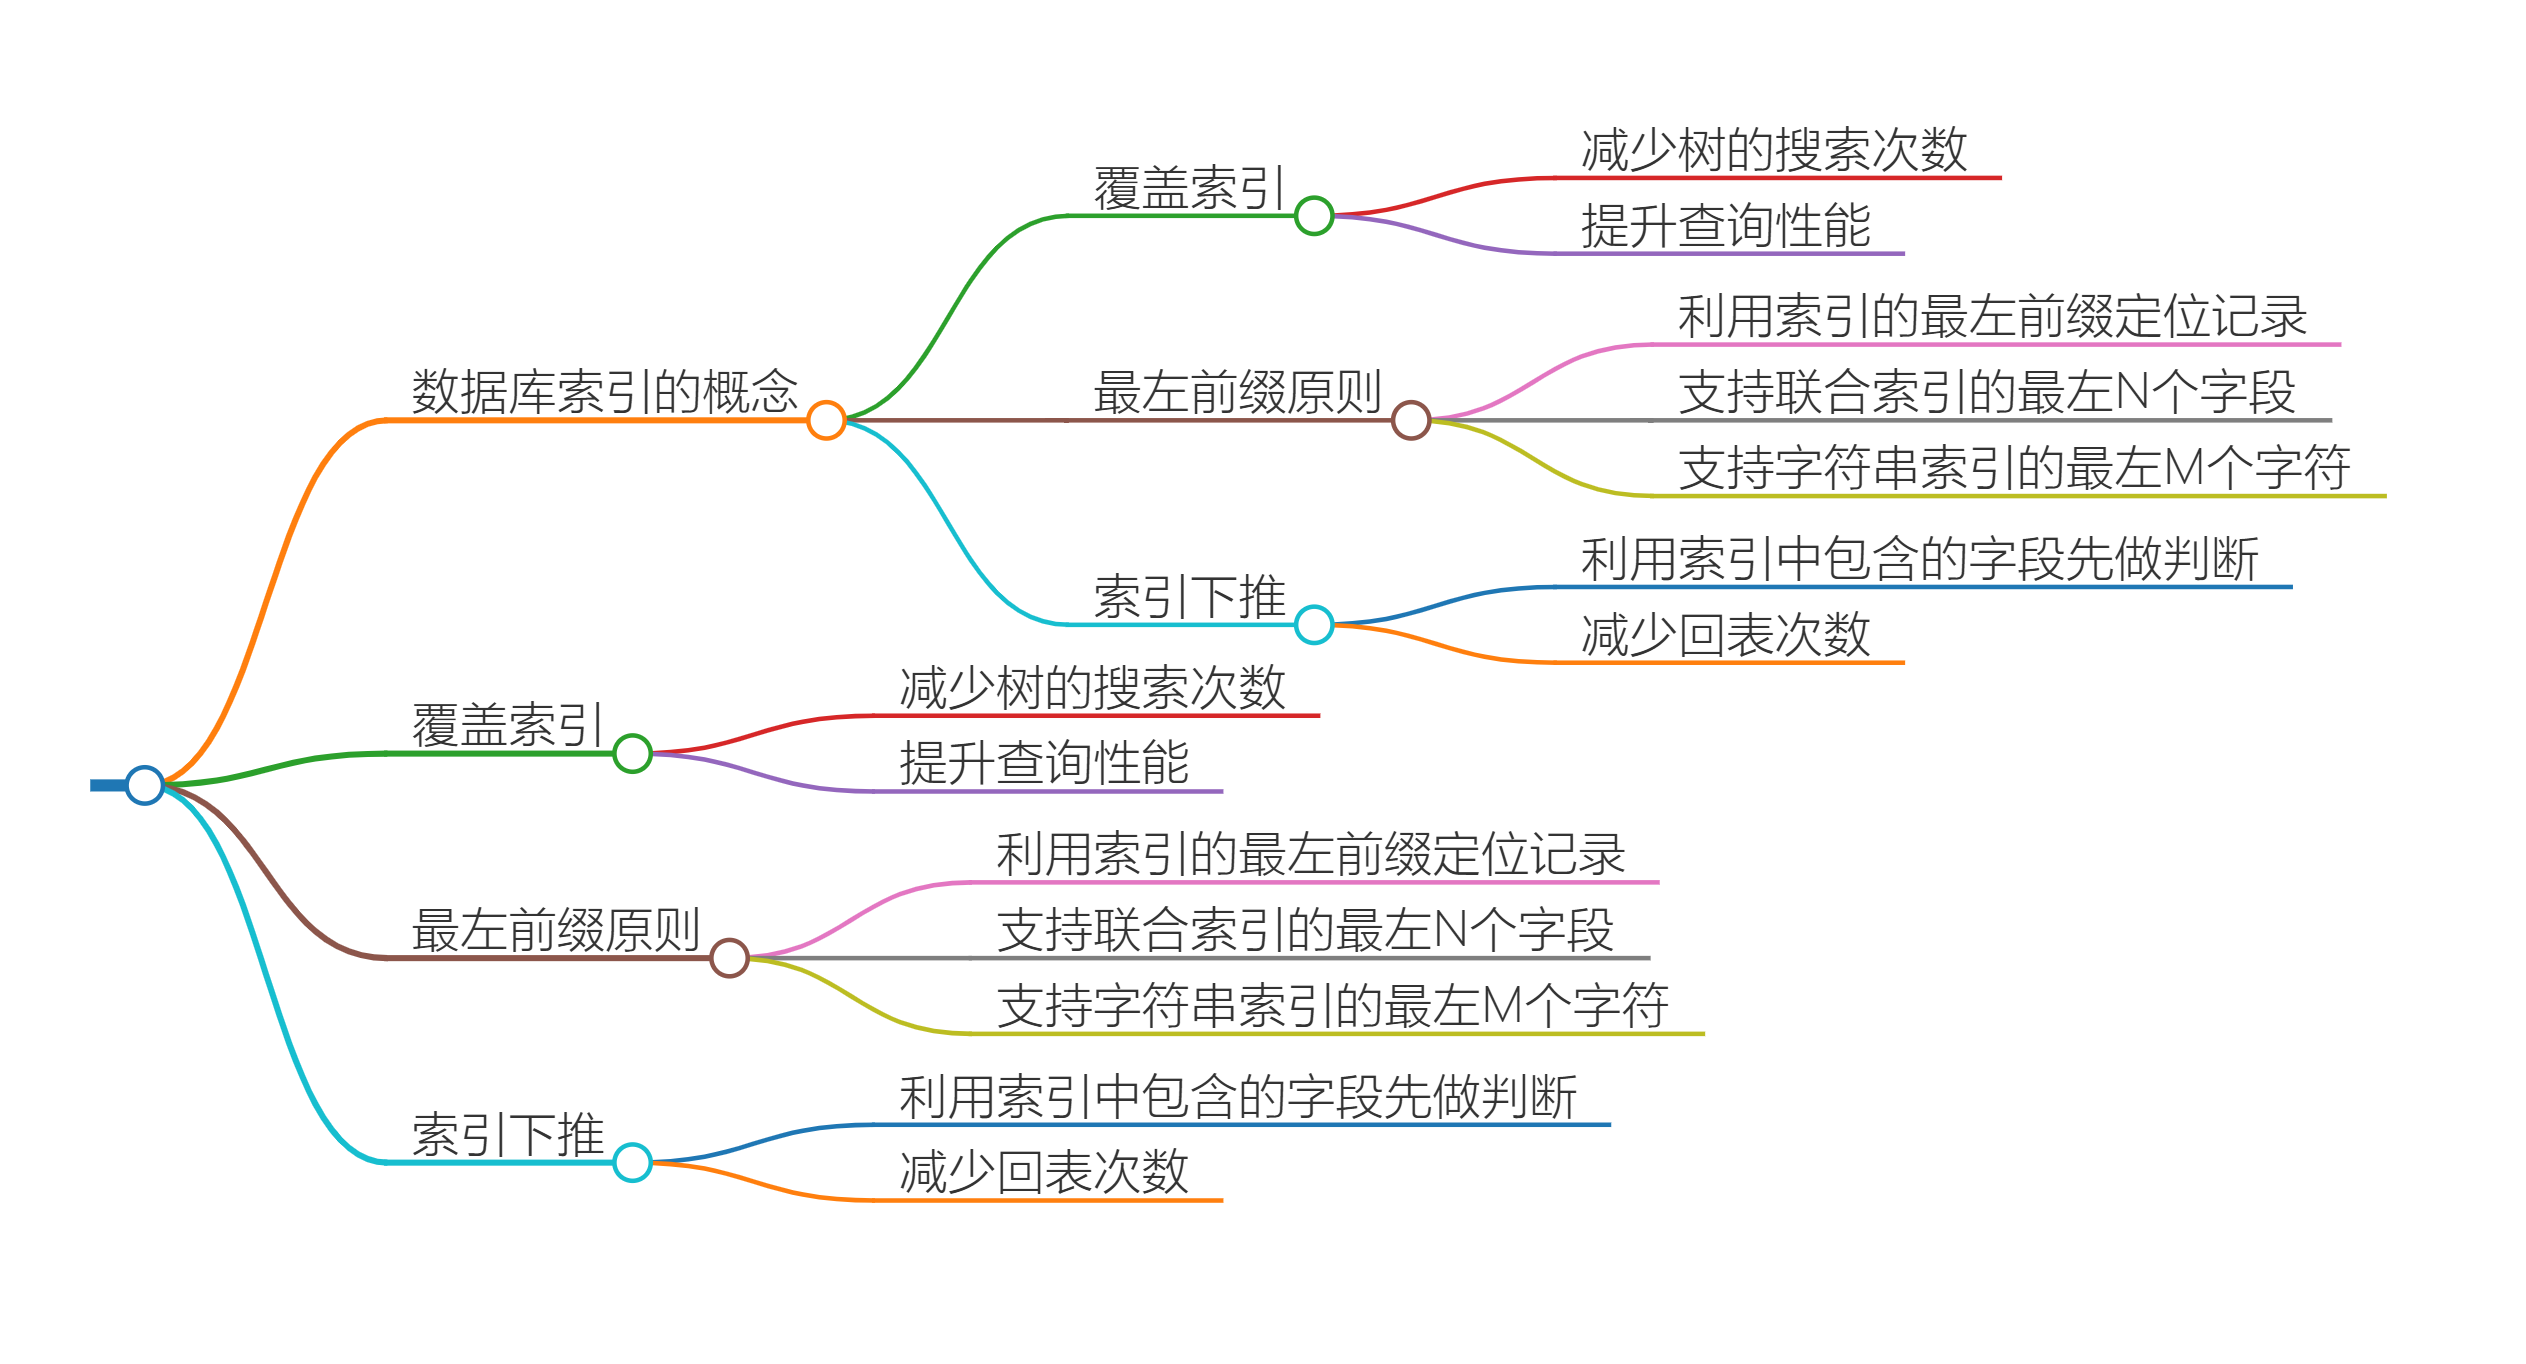 数据库索引的概念
覆盖索引
减少树的搜索次数
提升查询性能
最左前缀原则
利用索引的最左前缀定位记录
支持联合索引的最左N个字段
支持字符串索引的最左M个字符
索引下推
利用索引中包含的字段先做判断
减少回表次数
覆盖索引
减少树的搜索次数
提升查询性能
最左前缀原则
利用索引的最左前缀定位记录
支持联合索引的最左N个字段
支持字符串索引的最左M个字符
索引下推
利用索引中包含的字段先做判断
减少回表次数